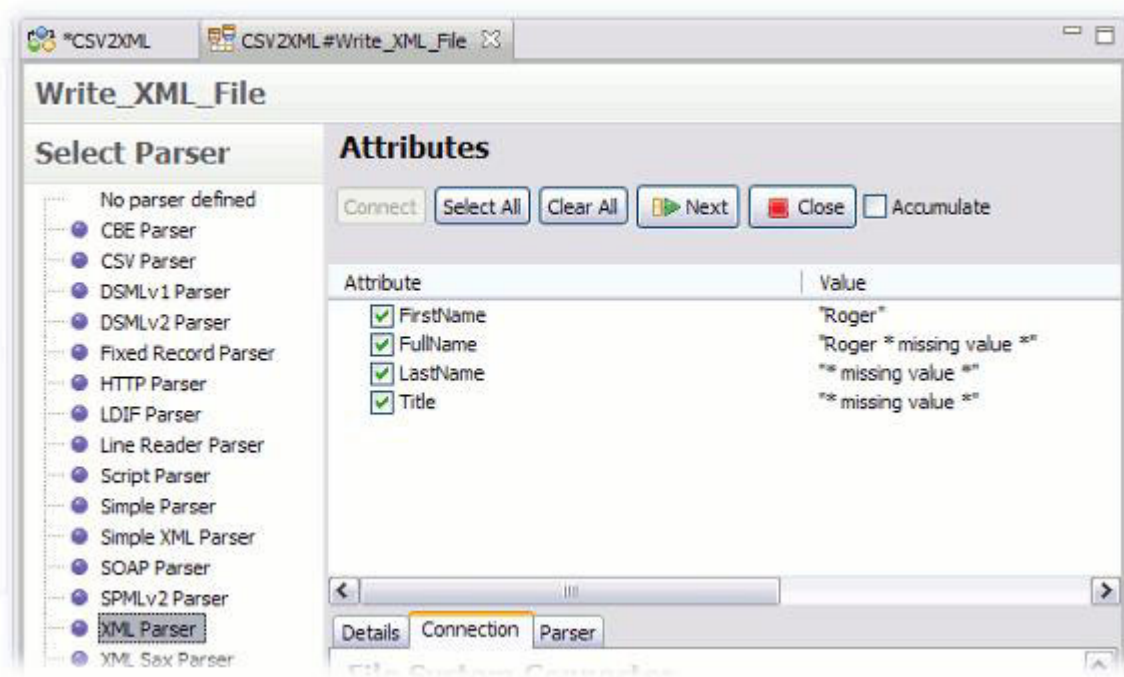 *CSV2XML CSV2XML#Write_XML_File
Write_XML_File
Select Parser
No parser defined
CBE Parser
CSV Parser
DSMLv1 Parser
DSMLv2 Parser
Fixed Record Parser
HTTP Parser
LDIF Parser
Line Reader Parser
Script Parser
Simple Parser
Simple XML Parser
SOAP Parser
SPMLv2 Parser
XML Parser
XML Sax Parser
Attributes
Connect Select All Clear All Next Close Accumulate
Attribute Value
FirstName "Roger"
FullName "Roger * missing value *"
LastName "* missing value *"
Title "* missing value *"
Details Connection Parser
File System Connector